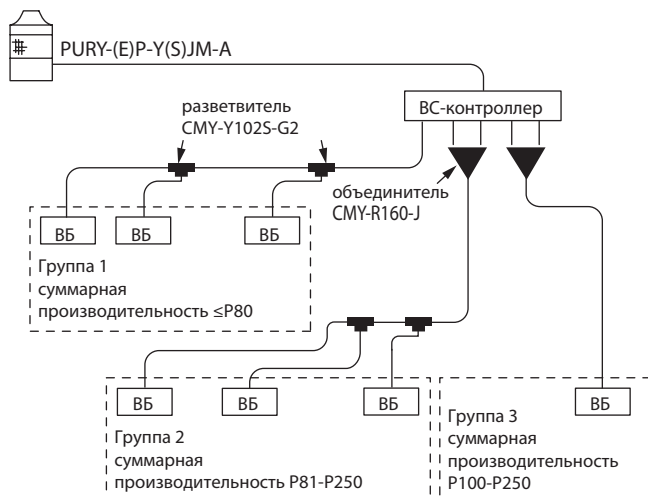 PURY-(E)P-Y(S)JM-A
ВС-контроллер
разветвитель
CMY-Y102S-G2
объединитель
CMY-R160-J
ВБ
ВБ
ВБ
Группа 1
суммарная
производительность ≤P80
ВБ
ВБ
ВБ
Группа 2
суммарная
производительность P81-P250
ВБ
Группа 3
суммарная
производительность
P100-P250